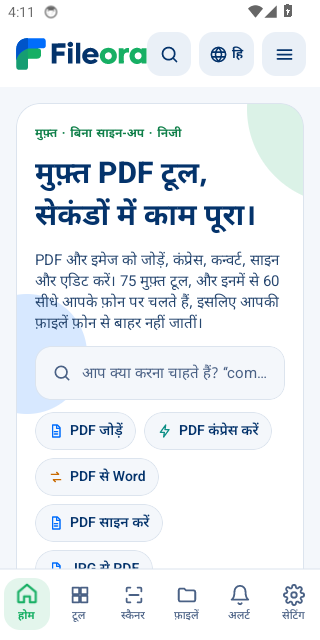 4:11
Fileora
हि
मुफ़्त · बिना साइन-अप · निजी
मुफ़्त PDF टूल,
सेकंडों में काम पूरा।
PDF और इमेज को जोड़ें, कंप्रेस, कन्वर्ट, साइन
और एडिट करें। 75 मुफ़्त टूल, और इनमें से 60
सीधे आपके फ़ोन पर चलते हैं, इसलिए आपकी
फ़ाइलें फ़ोन से बाहर नहीं जातीं।
आप क्या करना चाहते हैं? “com…
PDF जोड़ें
PDF कंप्रेस करें
PDF से Word
PDF साइन करें
JPG से PDF
होम
टूल
स्कैनर
फ़ाइलें
अलर्ट
सेटिंग